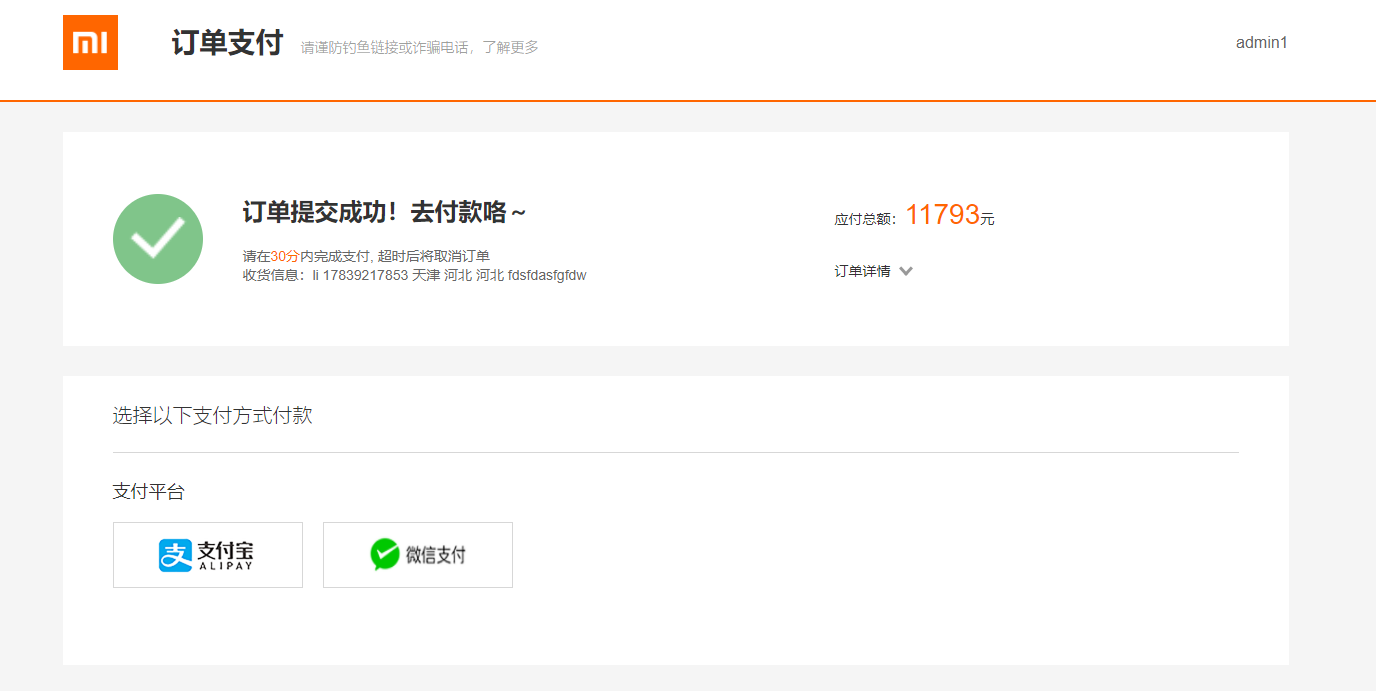 mi
订单支付 请谨防钓鱼链接或诈骗电话，了解更多
admin1
订单提交成功！去付款咯～
请在30分内完成支付, 超时后将取消订单
收货信息：li 17839217853 天津 河北 河北 fdsfdasfgfdw
应付总额：11793元
订单详情
选择以下支付方式付款
支付平台
支 支付宝
ALIPAY
微信支付